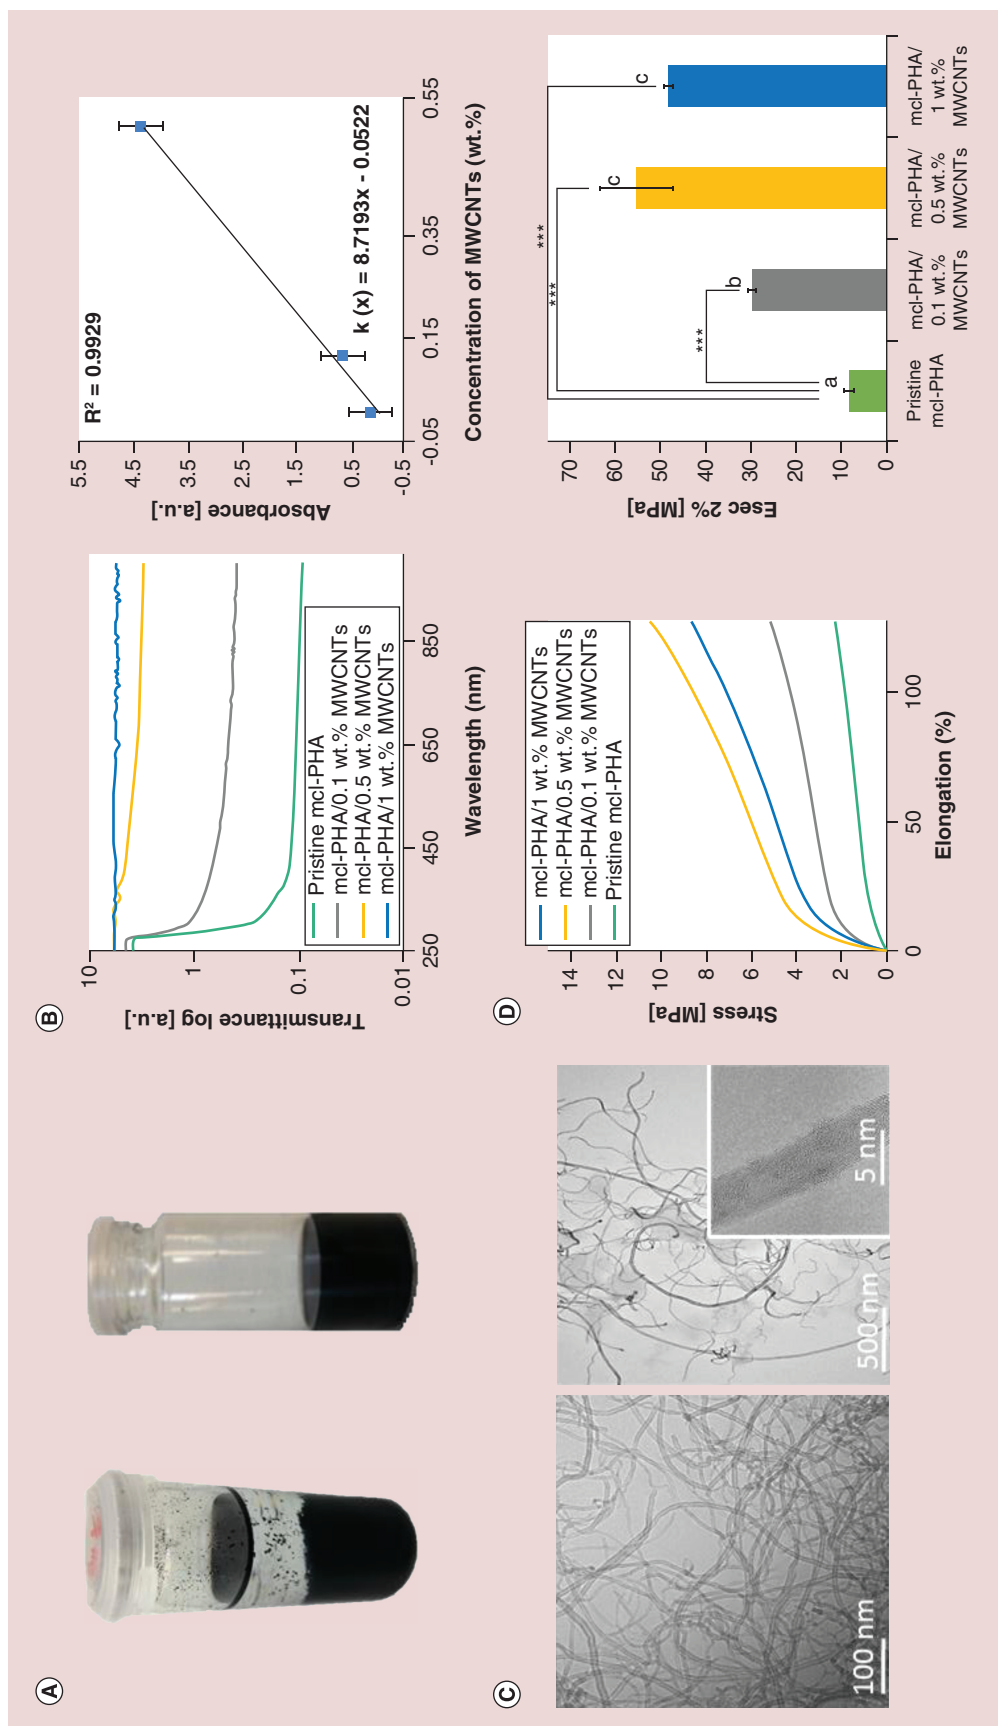 A
B
Transmittance log [a.u.]
10
1
0.1
0.01
250
450
650
850
Wavelength (nm)
Pristine mcl-PHA
mcl-PHA/0.1 wt.% MWCNTs
mcl-PHA/0.5 wt.% MWCNTs
mcl-PHA/1 wt.% MWCNTs
Absorbance [a.u.]
5.5
4.5
3.5
2.5
1.5
0.5
-0.5
-0.05
0.15
0.35
0.55
Concentration of MWCNTs (wt.%)
R² = 0.9929
k (x) = 8.7193x - 0.0522
C
100 nm
500 nm
5 nm
D
Stress [MPa]
14
12
10
8
6
4
2
0
0
50
100
Elongation (%)
mcl-PHA/1 wt.% MWCNTs
mcl-PHA/0.5 wt.% MWCNTs
mcl-PHA/0.1 wt.% MWCNTs
Pristine mcl-PHA
Esec 2% [MPa]
70
60
50
40
30
20
10
0
***
***
***
a
b
c
c
Pristine
mcl-PHA
mcl-PHA/
0.1 wt.%
MWCNTs
mcl-PHA/
0.5 wt.%
MWCNTs
mcl-PHA/
1 wt.%
MWCNTs